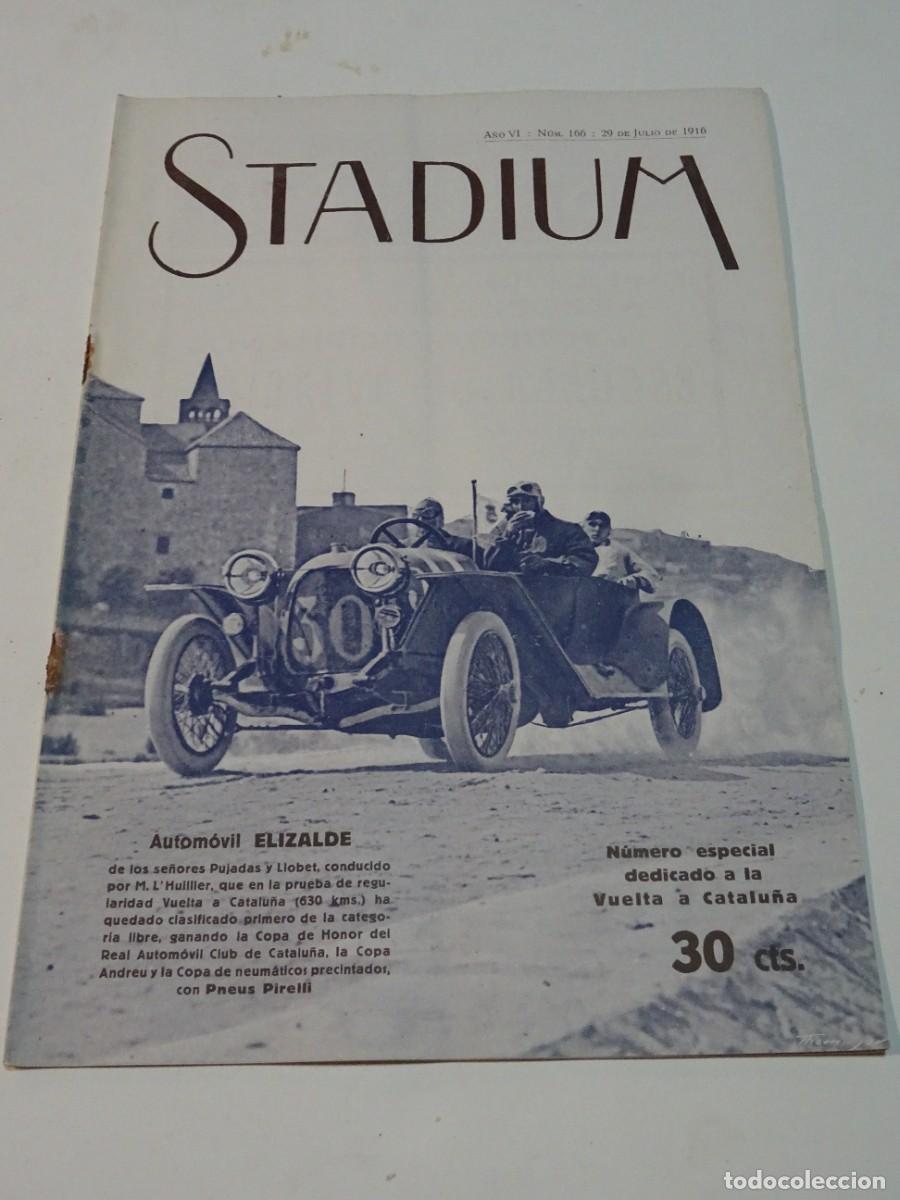 AÑO VI : NÚM. 166 : 29 DE JULIO DE 1916
STADIUM
30
Automóvil ELIZALDE
de los señores Pujadas y Llobet, conducido
por M. L'Huillier, que en la prueba de regu-
laridad Vuelta a Cataluña (630 kms.) ha
quedado clasificado primero de la catego-
ría libre, ganando la Copa de Honor del
Real Automóvil Club de Cataluña, la Copa
Andreu y la Copa de neumáticos precintados,
con Pneus Pirelli
Número especial
dedicado a la
Vuelta a Cataluña
30 cts.
todocoleccion